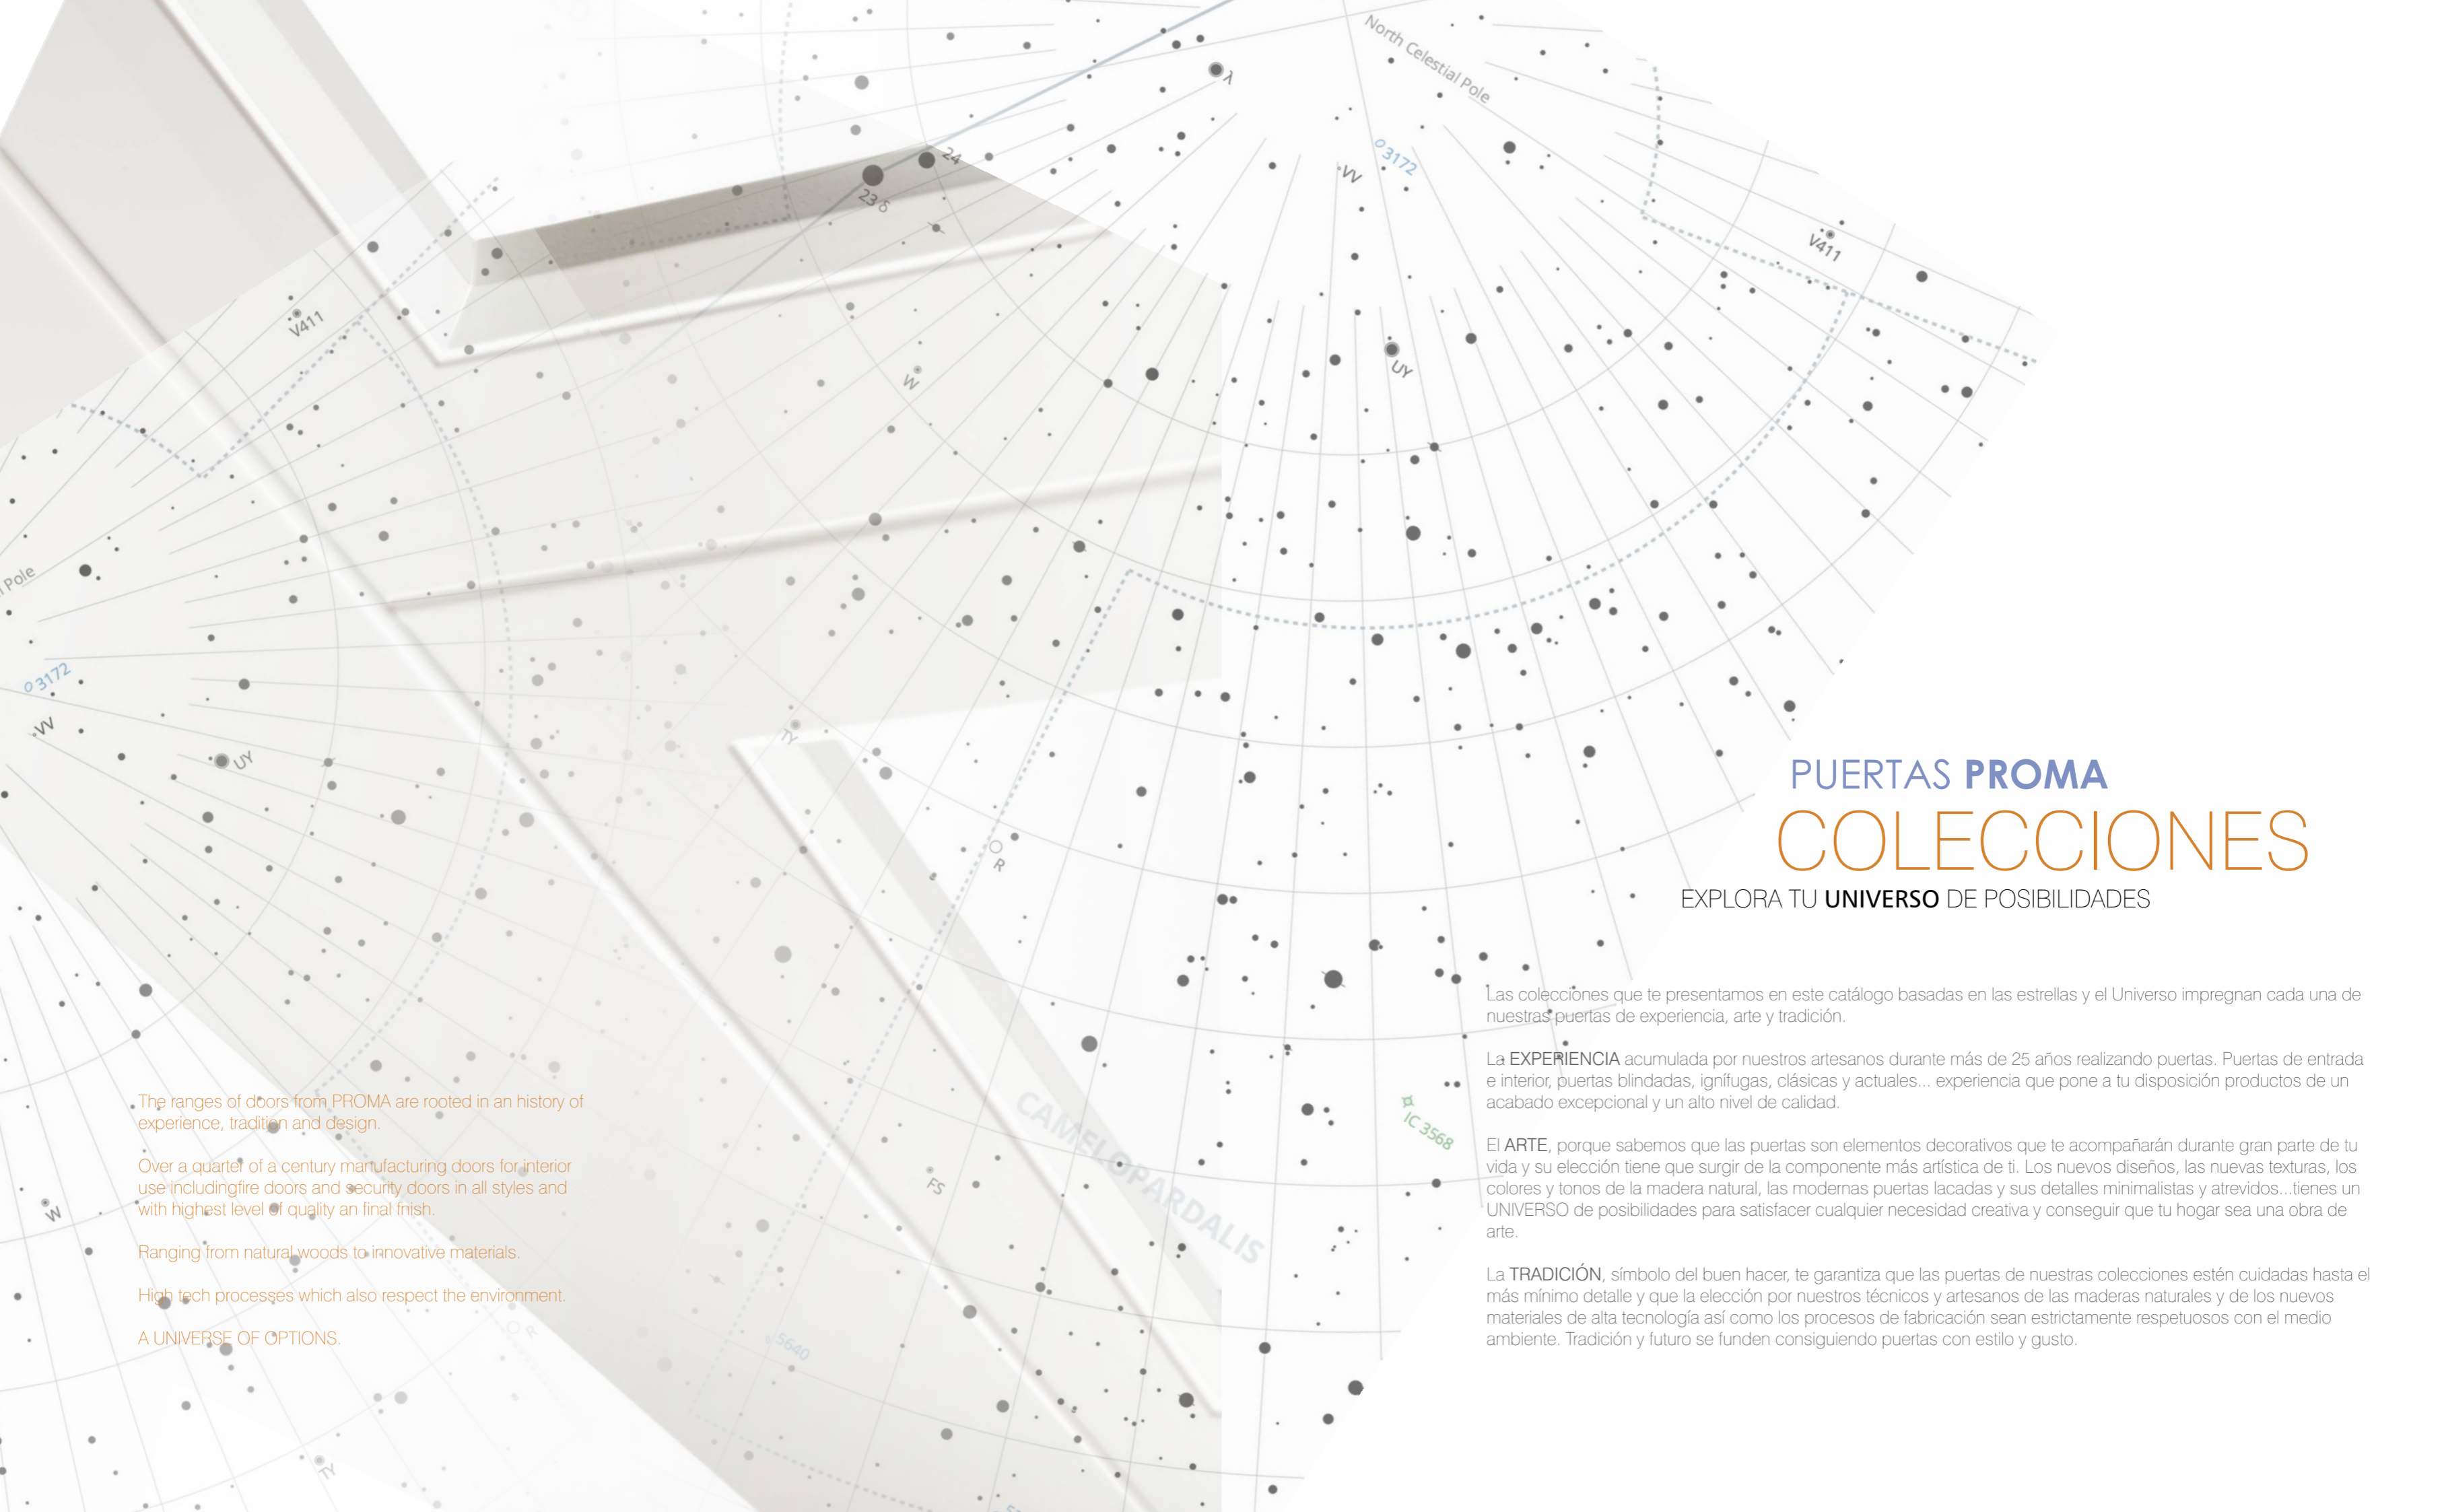 North Celestial Pole
λ
24
23 δ
3172
VV
V411
V411
W
UY
Pole
3172
VV
UY
TY
R
W
FS
CAMELOPARDALIS
IC 3568
5640
R
TY
PUERTAS PROMA
COLECCIONES
EXPLORA TU UNIVERSO DE POSIBILIDADES
Las colecciones que te presentamos en este catálogo basadas en las estrellas y el Universo impregnan cada una de
nuestras puertas de experiencia, arte y tradición.
La EXPERIENCIA acumulada por nuestros artesanos durante más de 25 años realizando puertas. Puertas de entrada
e interior, puertas blindadas, ignífugas, clásicas y actuales... experiencia que pone a tu disposición productos de un
acabado excepcional y un alto nivel de calidad.
El ARTE, porque sabemos que las puertas son elementos decorativos que te acompañarán durante gran parte de tu
vida y su elección tiene que surgir de la componente más artística de ti. Los nuevos diseños, las nuevas texturas, los
colores y tonos de la madera natural, las modernas puertas lacadas y sus detalles minimalistas y atrevidos...tienes un
UNIVERSO de posibilidades para satisfacer cualquier necesidad creativa y conseguir que tu hogar sea una obra de
arte.
La TRADICIÓN, símbolo del buen hacer, te garantiza que las puertas de nuestras colecciones estén cuidadas hasta el
más mínimo detalle y que la elección por nuestros técnicos y artesanos de las maderas naturales y de los nuevos
materiales de alta tecnología así como los procesos de fabricación sean estrictamente respetuosos con el medio
ambiente. Tradición y futuro se funden consiguiendo puertas con estilo y gusto.
The ranges of doors from PROMA are rooted in an history of
experience, tradition and design.
Over a quarter of a century manufacturing doors for interior
use includingfire doors and security doors in all styles and
with highest level of quality an final fnish.
Ranging from natural woods to innovative materials.
High tech processes which also respect the environment.
A UNIVERSE OF OPTIONS.